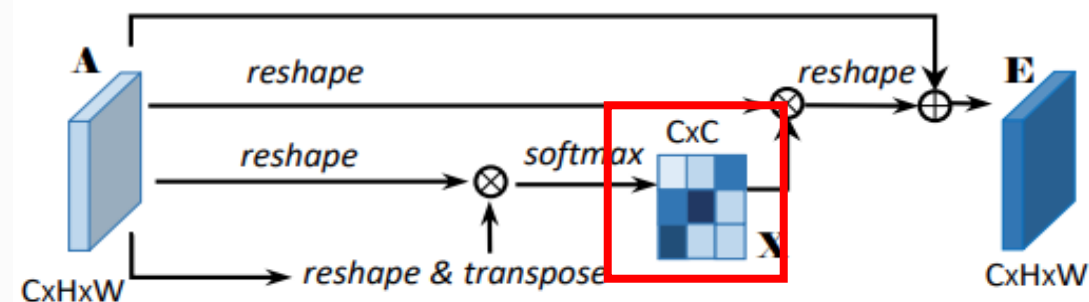 A
reshape
reshape
E
CxC
reshape
softmax
X
reshape & transpose
CxHxW
CxHxW